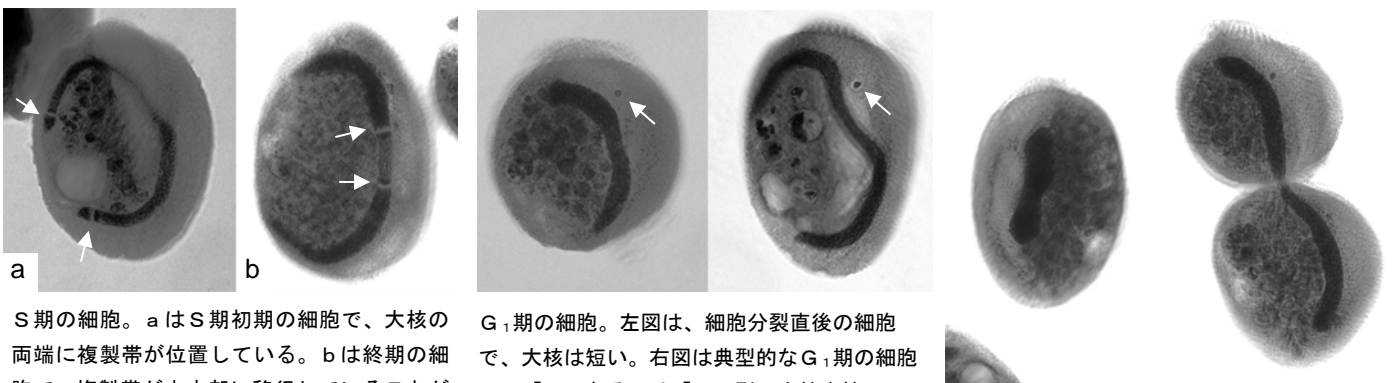 a
b
S期の細胞。aはS期初期の細胞で、大核の
両端に複製帯が位置している。bは終期の細
G₁期の細胞。左図は、細胞分裂直後の細胞
で、大核は短い。右図は典型的なG₁期の細胞